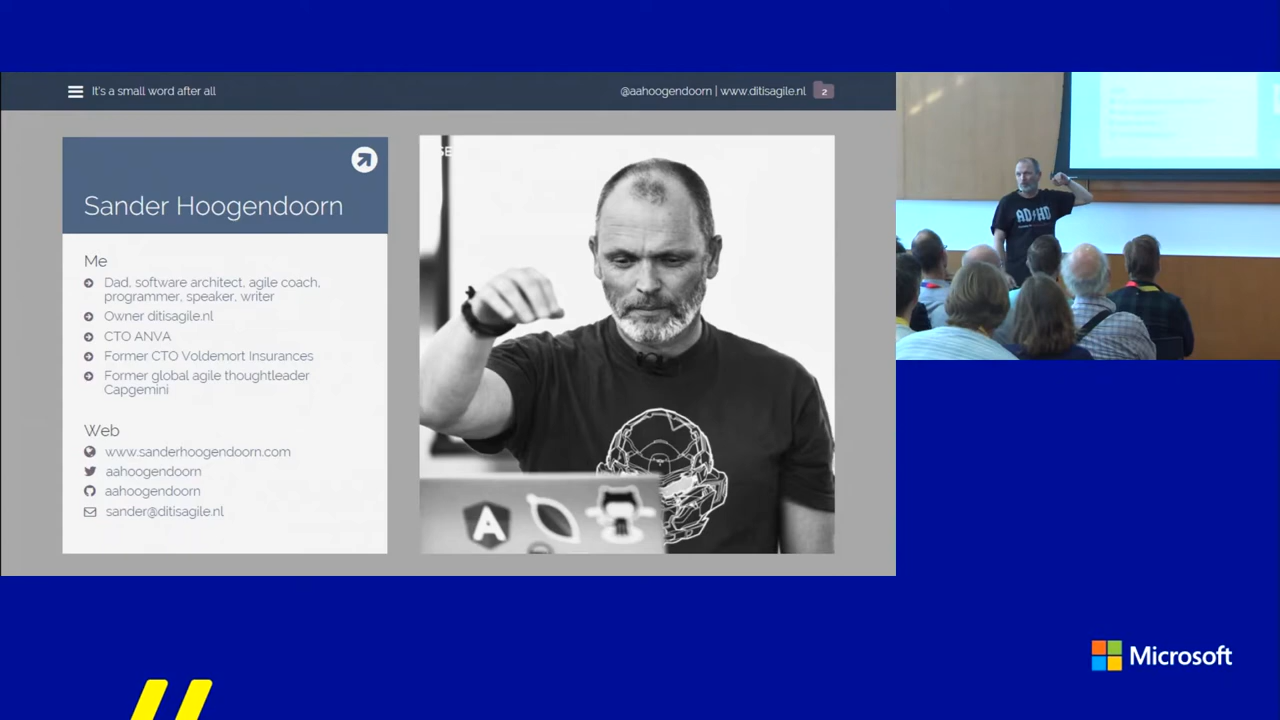 It's a small word after all
@aahoogendoorn | www.ditisagile.nl
2
Sander Hoogendoorn
Me
Dad, software architect, agile coach,
programmer, speaker, writer
Owner ditisagile.nl
CTO ANVA
Former CTO Voldemort Insurances
Former global agile thoughtleader
Capgemini
Web
www.sanderhoogendoorn.com
aahoogendoorn
aahoogendoorn
sander@ditisagile.nl
A
AD/HD
Microsoft